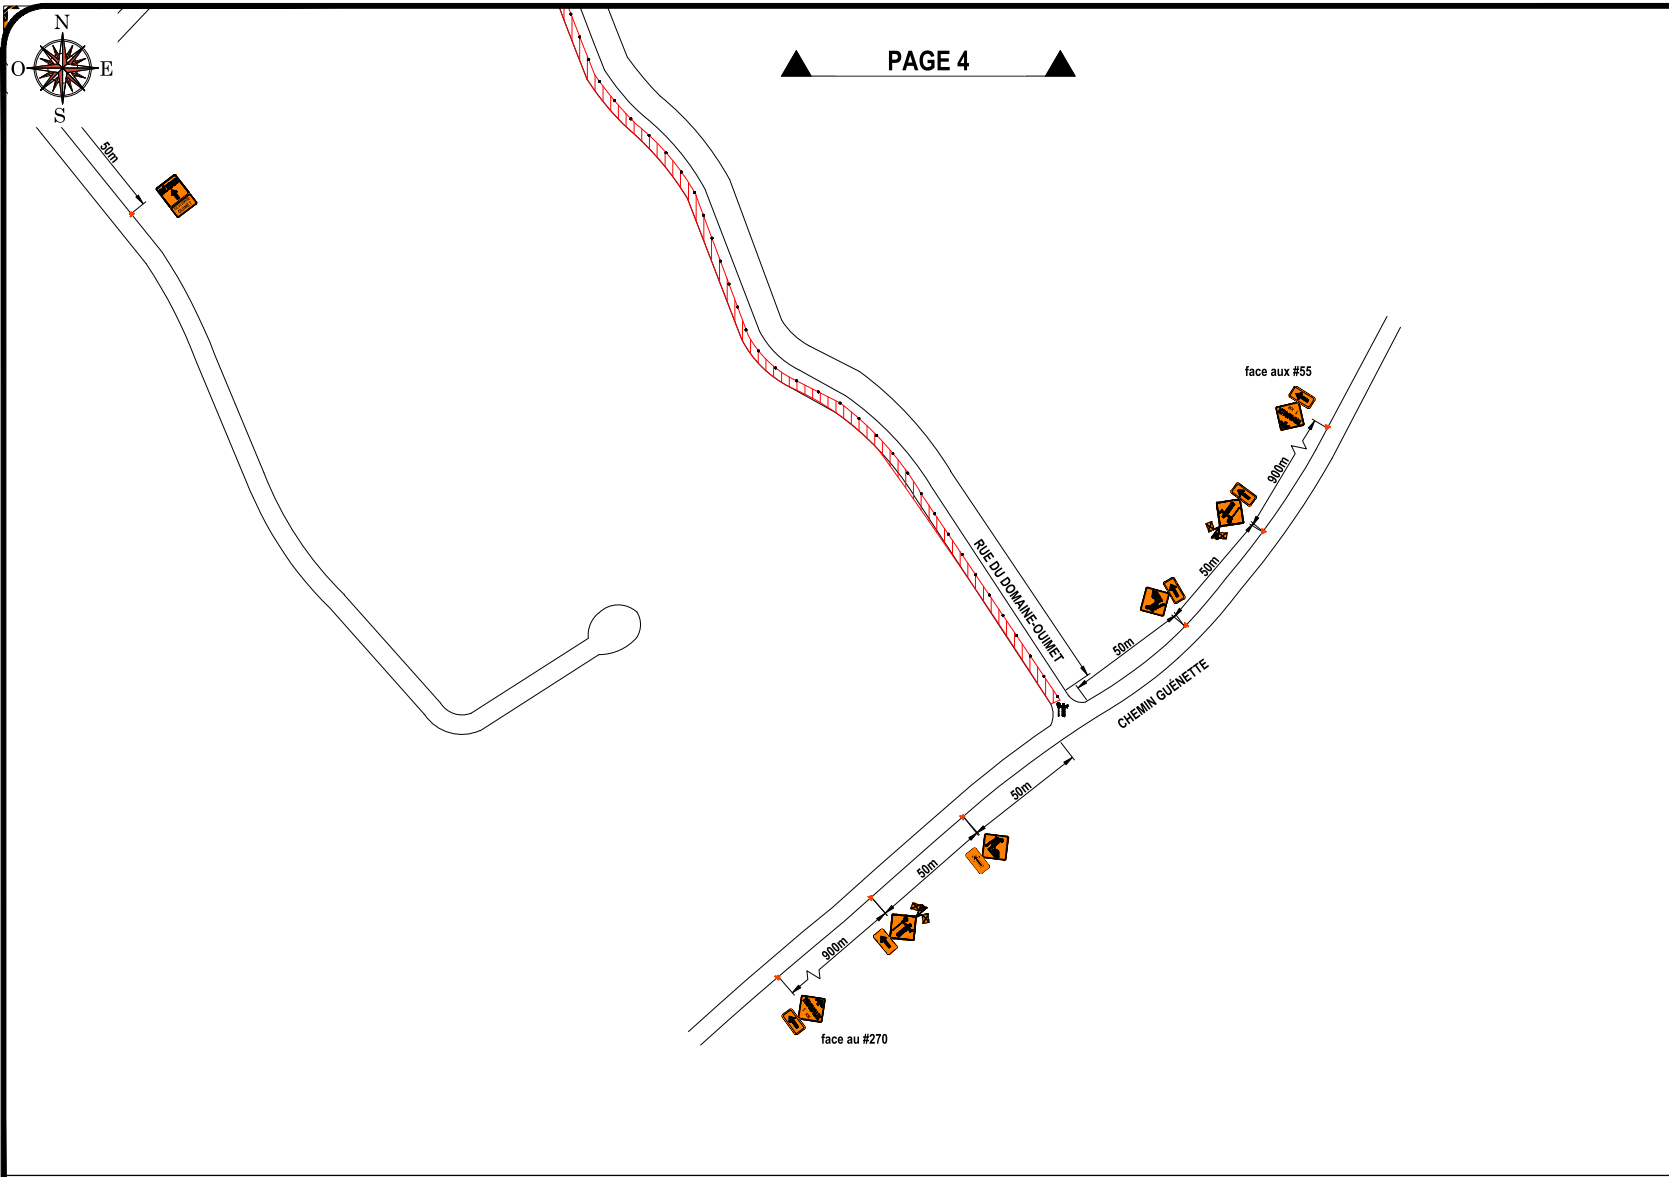 N
O E
S
PAGE 4
50m
face aux #55
900m
50m
RUE DU DOMAINE-OUIMET
50m
CHEMIN GUÉNETTE
50m
50m
900m
face au #270